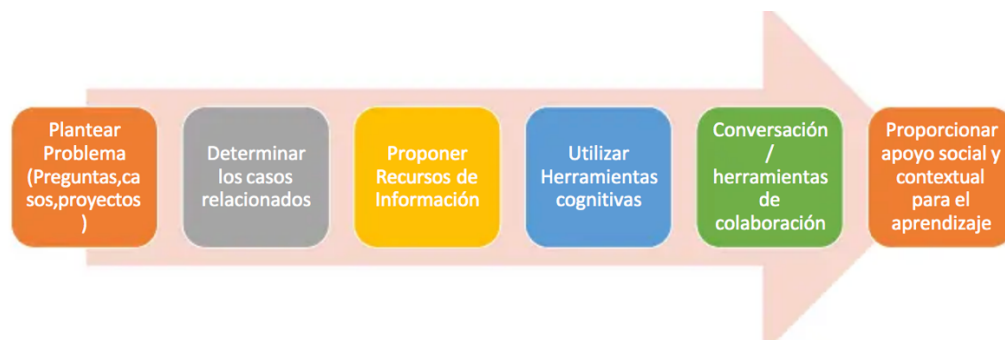 Plantear
Problema
(Preguntas,ca
sos,proyectos
)
Determinar
los casos
relacionados
Proponer
Recursos de
Información
Utilizar
Herramientas
cognitivas
Conversación
/
herramientas
de
colaboración
Proporcionar
apoyo social y
contextual
para el
aprendizaje